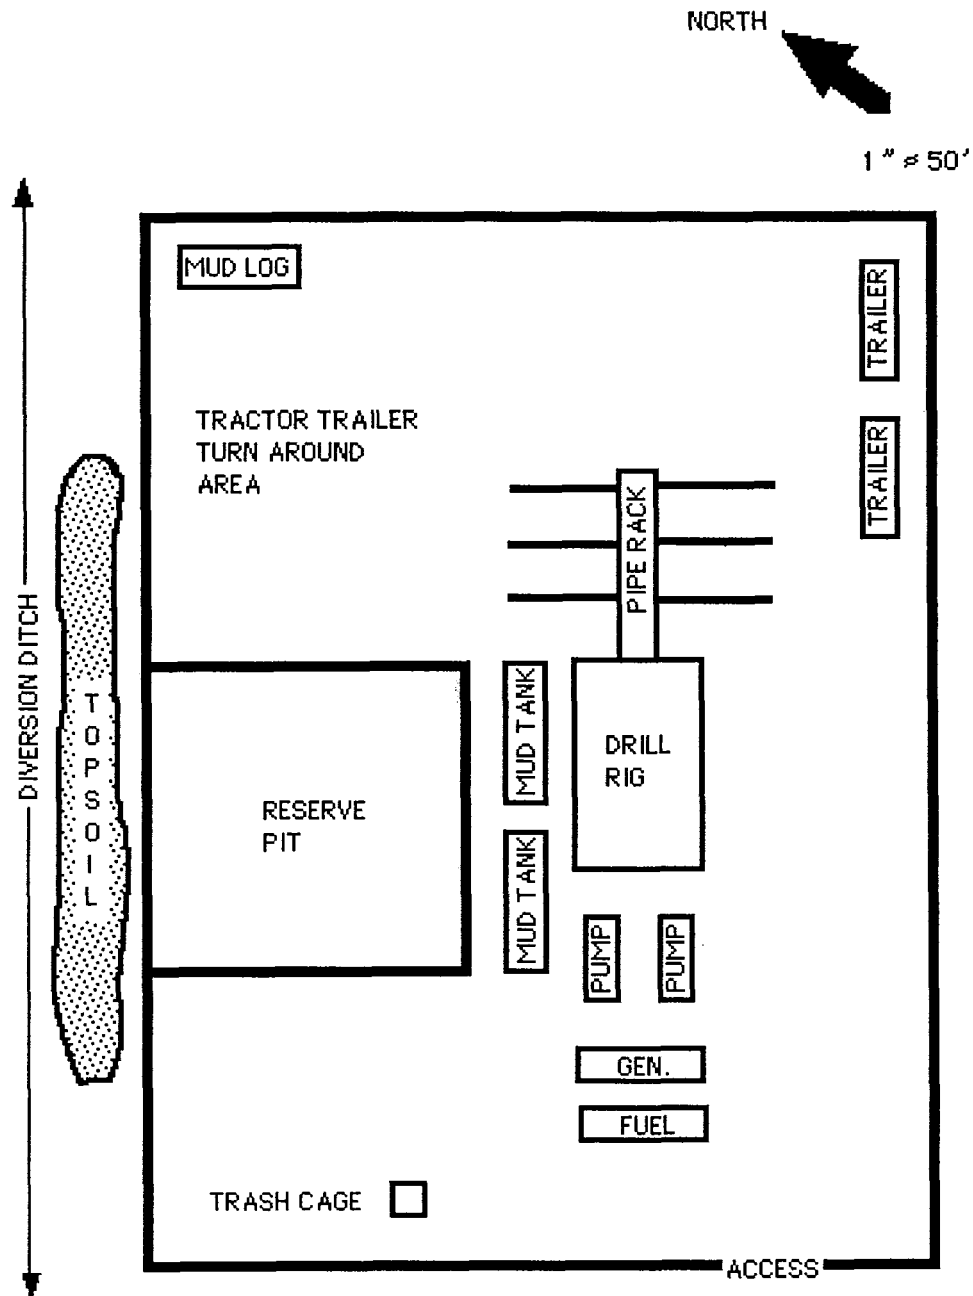 NORTH
1" ≈ 50'
MUD LOG
TRAILER
TRACTOR TRAILER
TURN AROUND
AREA
TRAILER
PIPE RACK
DIVERSION DITCH
TOPSOIL
MUD TANK
DRILL
RIG
RESERVE
PIT
MUD TANK
PUMP
PUMP
GEN.
FUEL
TRASH CAGE
ACCESS